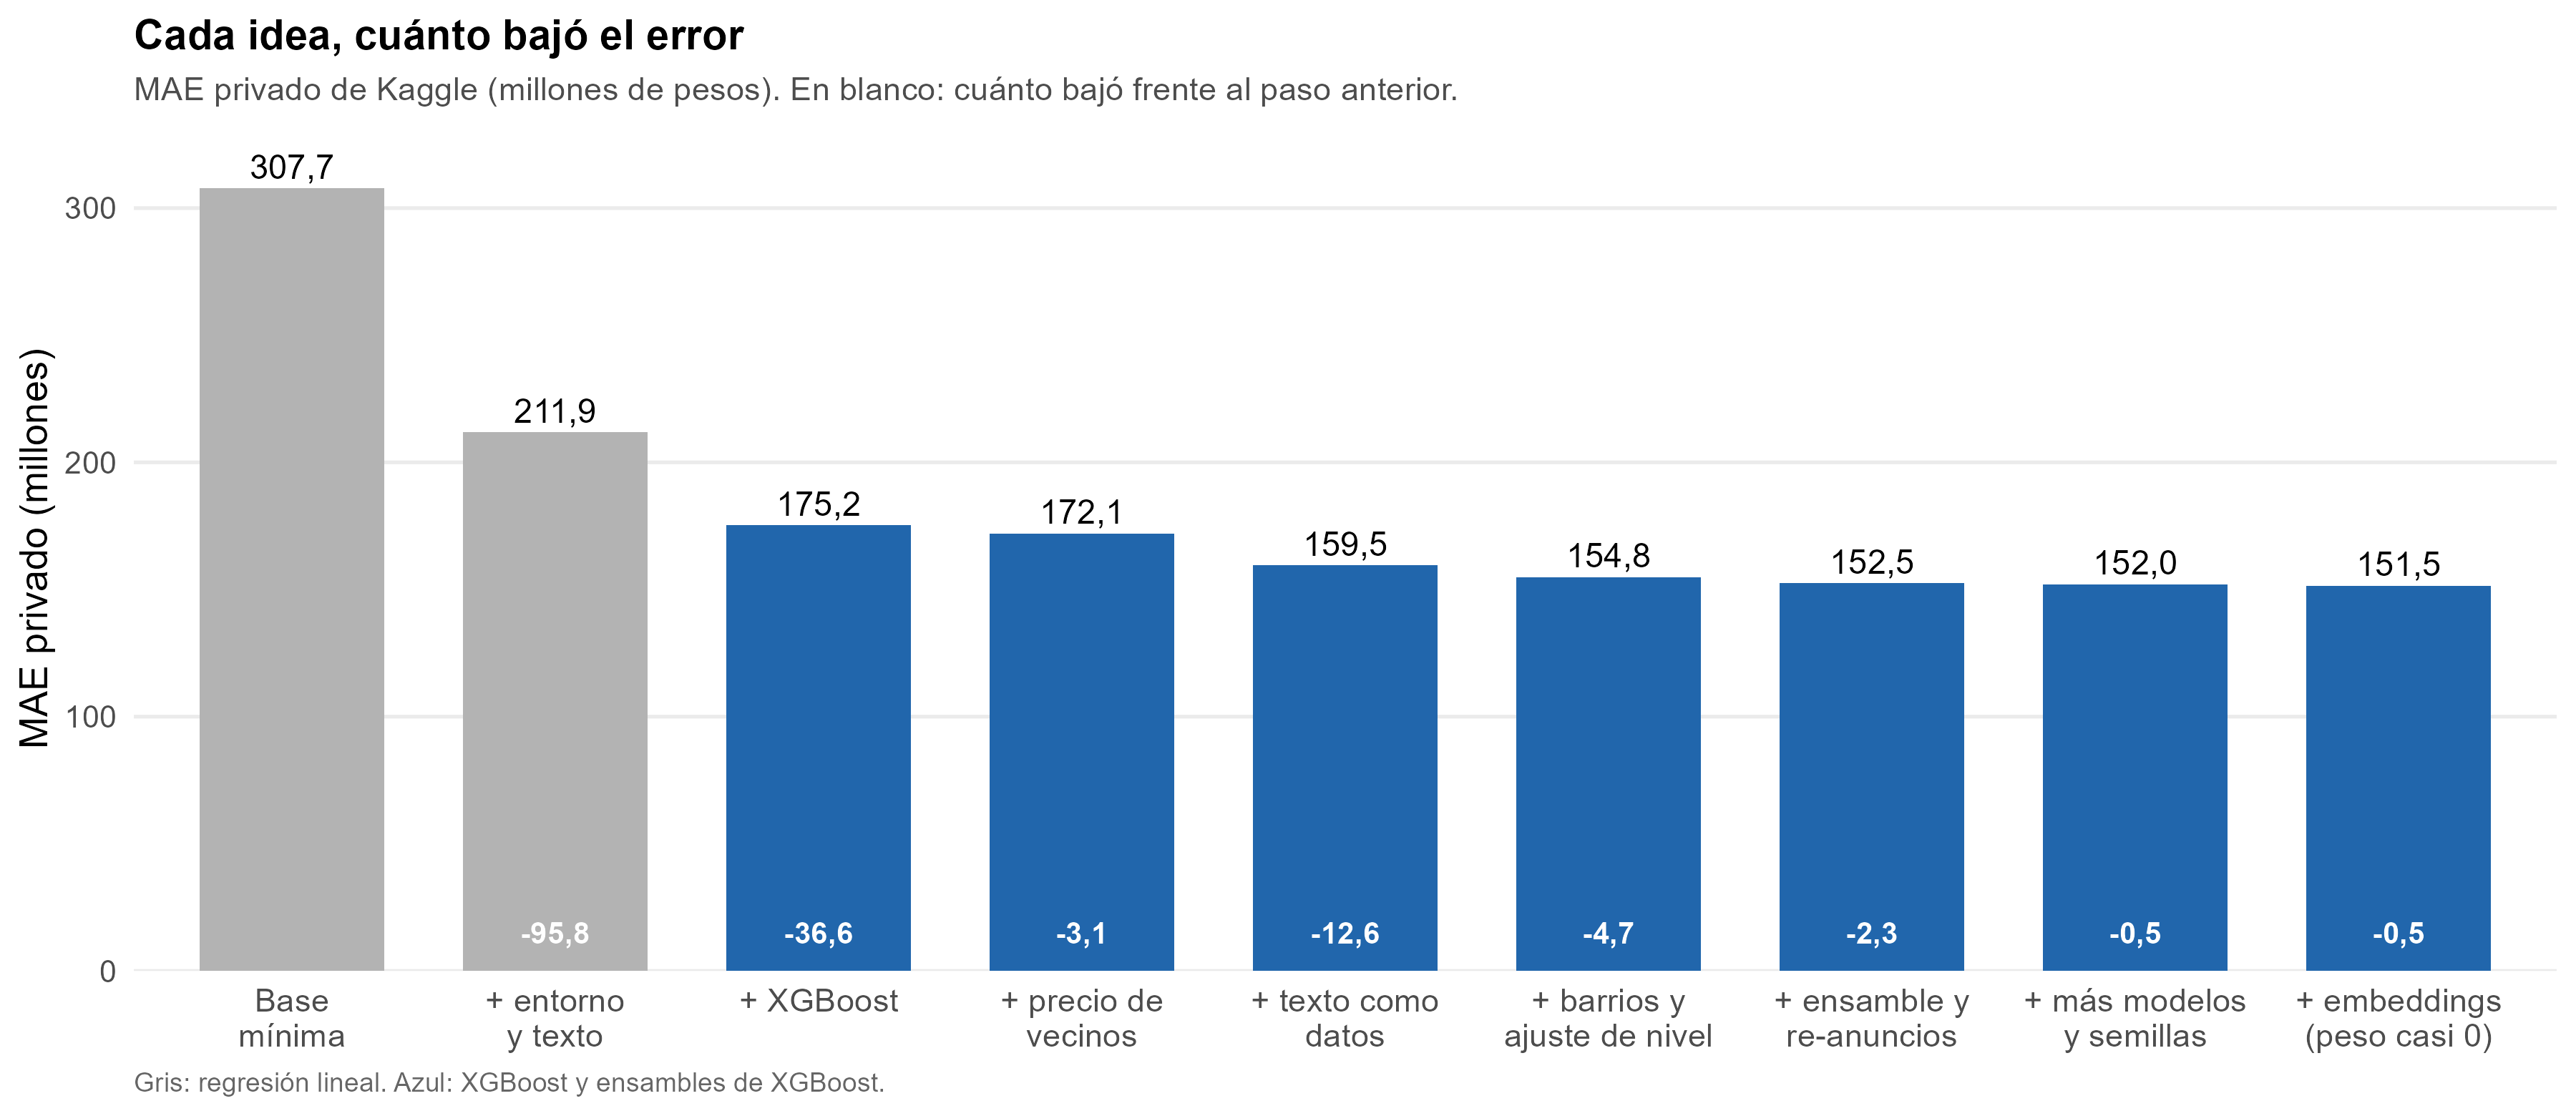 Cada idea, cuánto bajó el error
MAE privado de Kaggle (millones de pesos). En blanco: cuánto bajó frente al paso anterior.
MAE privado (millones)
300
200
100
0
307,7
211,9
175,2
172,1
159,5
154,8
152,5
152,0
151,5
-95,8
-36,6
-3,1
-12,6
-4,7
-2,3
-0,5
-0,5
Base
mínima
+ entorno
y texto
+ XGBoost
+ precio de
vecinos
+ texto como
datos
+ barrios y
ajuste de nivel
+ ensamble y
re-anuncios
+ más modelos
y semillas
+ embeddings
(peso casi 0)
Gris: regresión lineal. Azul: XGBoost y ensambles de XGBoost.